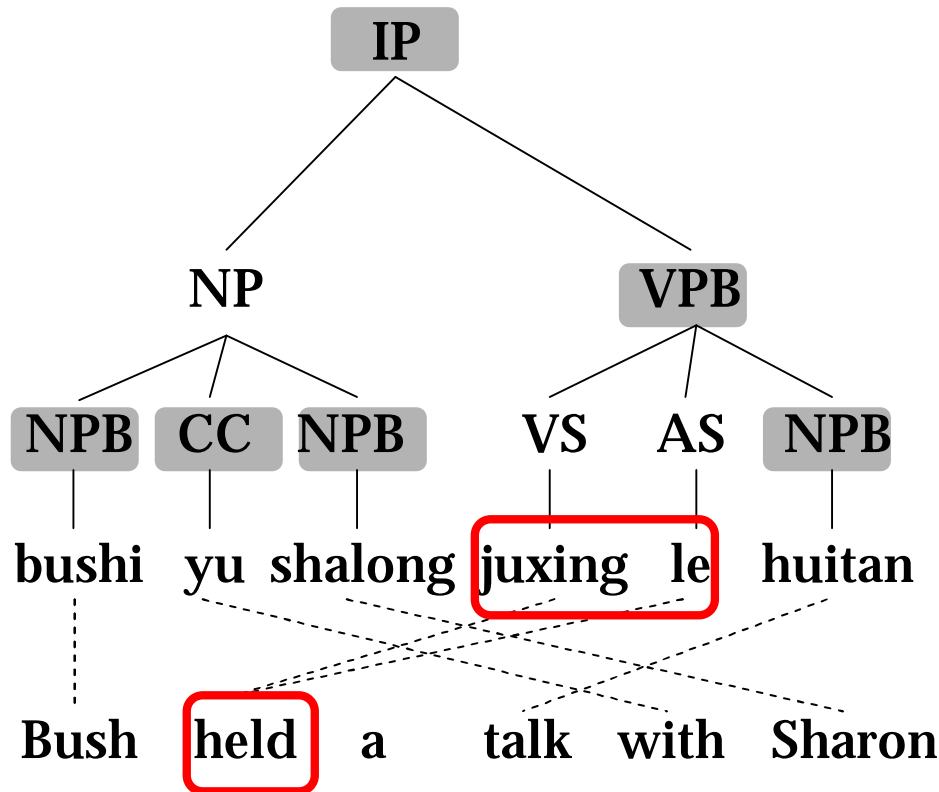 IP
NP VPB
NPB CC NPB VS AS NPB
bushi yu shalong juxing le huitan
Bush held a talk with Sharon